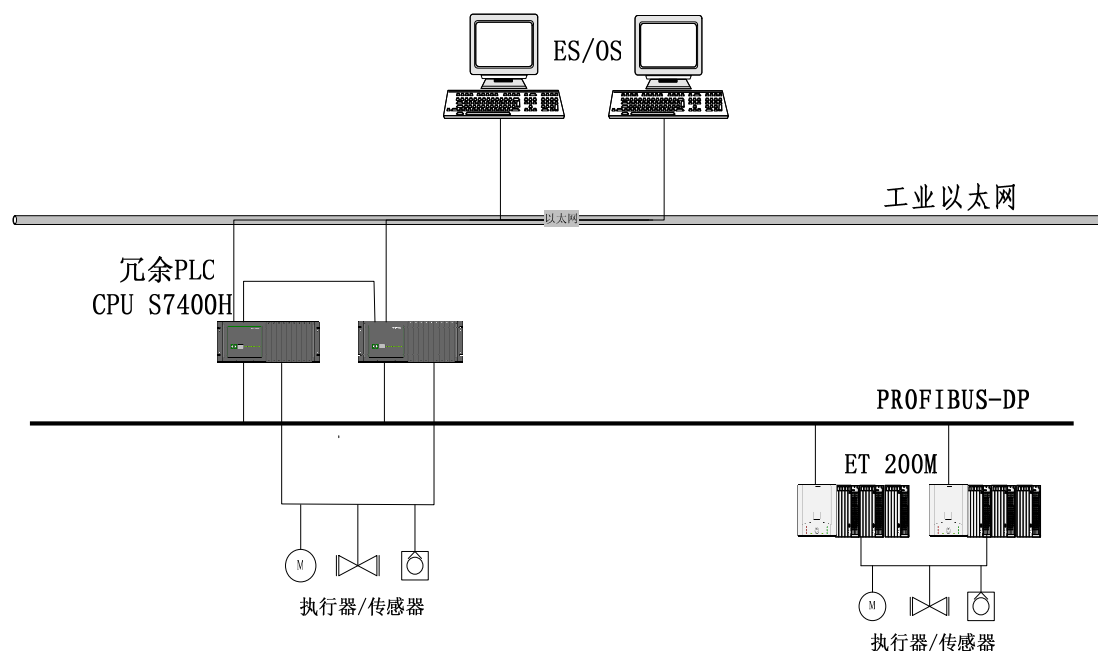 ES/OS
工业以太网
以太网
冗余PLC
CPU S7400H
PROFIBUS-DP
ET 200M
M
执行器/传感器
M
执行器/传感器